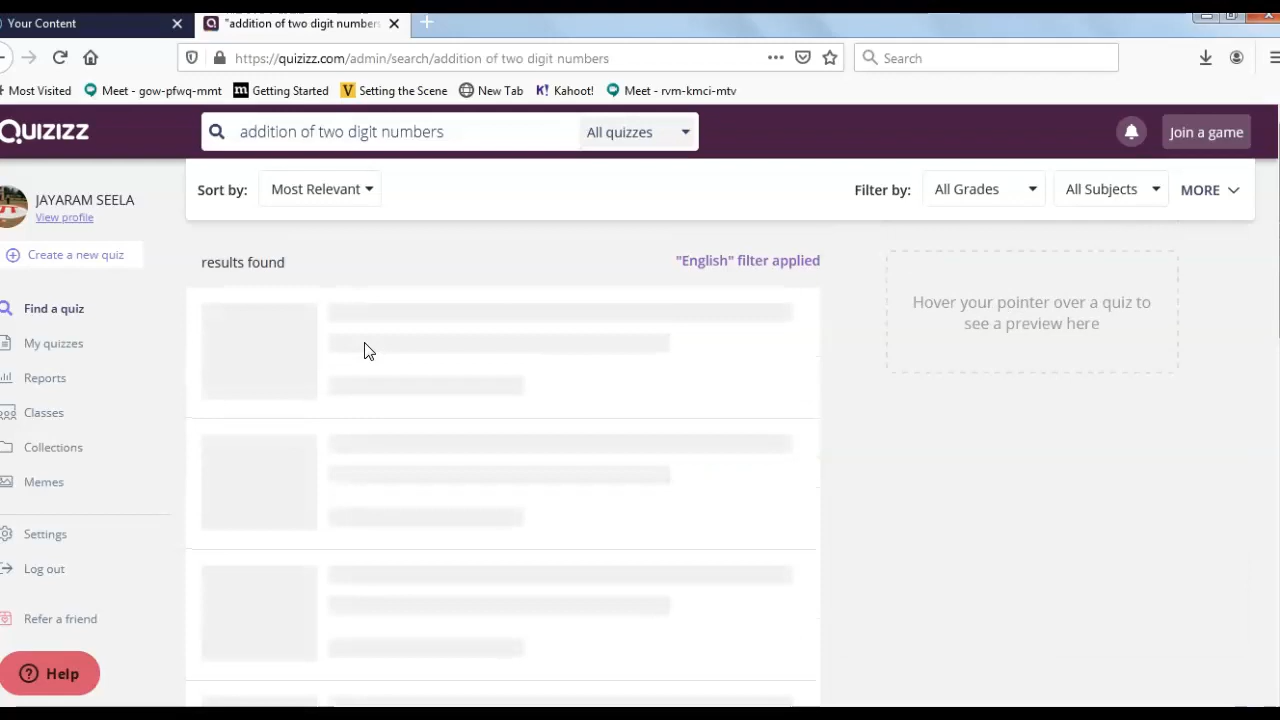 Your Content
"addition of two digit numbers
https://quizizz.com/admin/search/addition of two digit numbers
Search
Most Visited
Meet - gow-pfwq-mmt
Getting Started
Setting the Scene
New Tab
Kahoot!
Meet - rvm-kmci-mtv
Quizizz
addition of two digit numbers
All quizzes
Join a game
JAYARAM SEELA
View profile
Sort by:
Most Relevant
Filter by:
All Grades
All Subjects
MORE
Create a new quiz
results found
"English" filter applied
Hover your pointer over a quiz to
see a preview here
Find a quiz
My quizzes
Reports
Classes
Collections
Memes
Settings
Log out
Refer a friend
Help